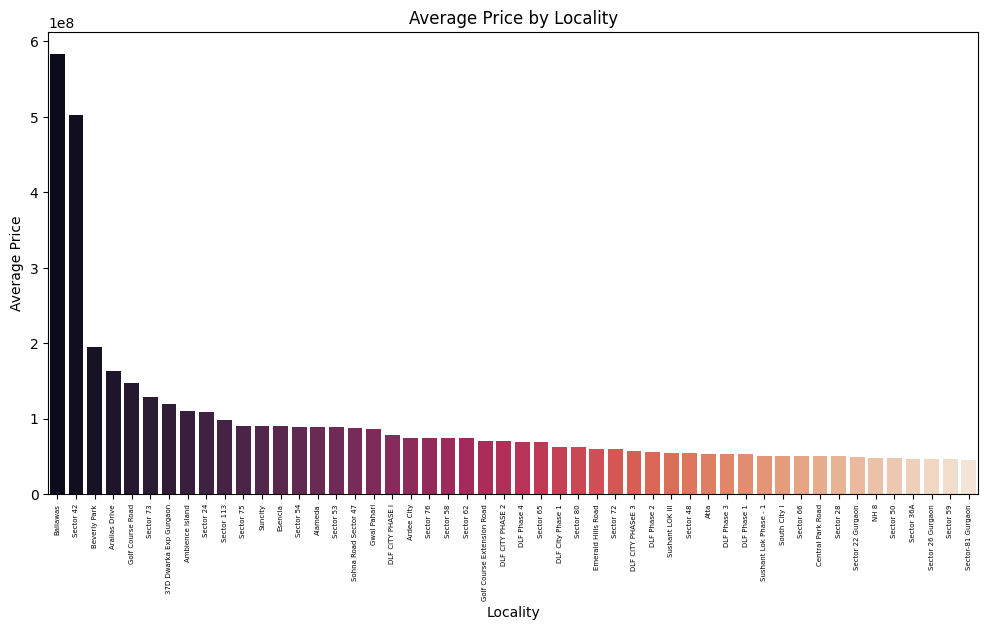 Average Price by Locality
1e8
6
5
4
3
2
1
0
Average Price
Baliawas
Sector 42
Beverly Park
Aralias Drive
Golf Course Road
Sector 73
37D Dwarka Exp Gurgaon
Ambience Island
Sector 24
Sector 113
Sector 75
Suncity
Esencia
Sector 54
Alameda
Sector 53
Sohna Road Sector 47
Gwal Pahari
DLF CITY PHASE I
Ardee City
Sector 76
Sector 58
Sector 62
Golf Course Extension Road
DLF CITY PHASE 2
DLF Phase 4
Sector 65
DLF City Phase 1
Sector 80
Emerald Hills Road
Sector 72
DLF CITY PHASeE 3
DLF Phase 2
Sushant LOK III
Sector 48
Atta
DLF Phase 3
DLF Phase 1
Sushant Lok Phase - 1
South City I
Sector 66
Central Park Road
Sector 28
Sector 22 Gurgaon
NH 8
Sector 50
Sector 36A
Sector 26 Gurgaon
Sector 59
Sector-81 Gurgaon
Locality